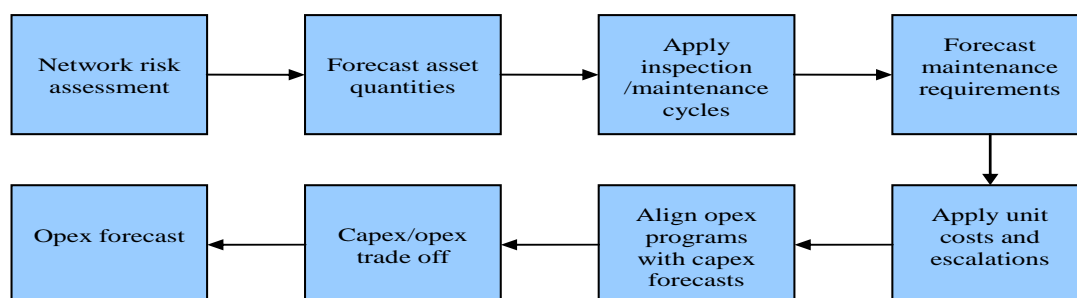 Network risk
assessment
Forecast asset
quantities
Apply
inspection
/maintenance
cycles
Forecast
maintenance
requirements
Opex forecast
Capex/opex
trade off
Align opex
programs
with capex
forecasts
Apply unit
costs and
escalations